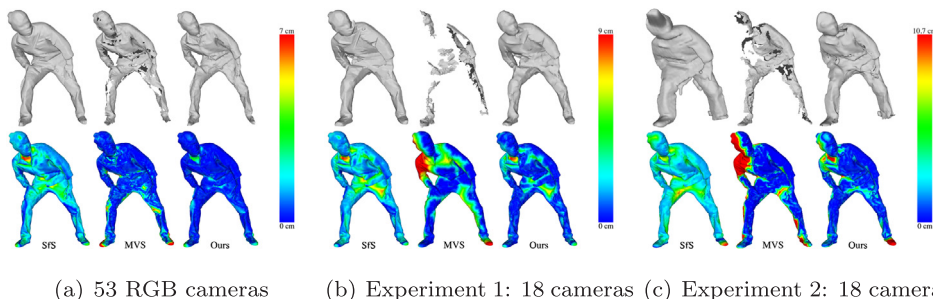 7 cm
0 cm
SfS MVS Ours
(a) 53 RGB cameras
9 cm
0 cm
SfS MVS Ours
(b) Experiment 1: 18 cameras
10.7 cm
0 cm
SfS MVS Ours
(c) Experiment 2: 18 camera